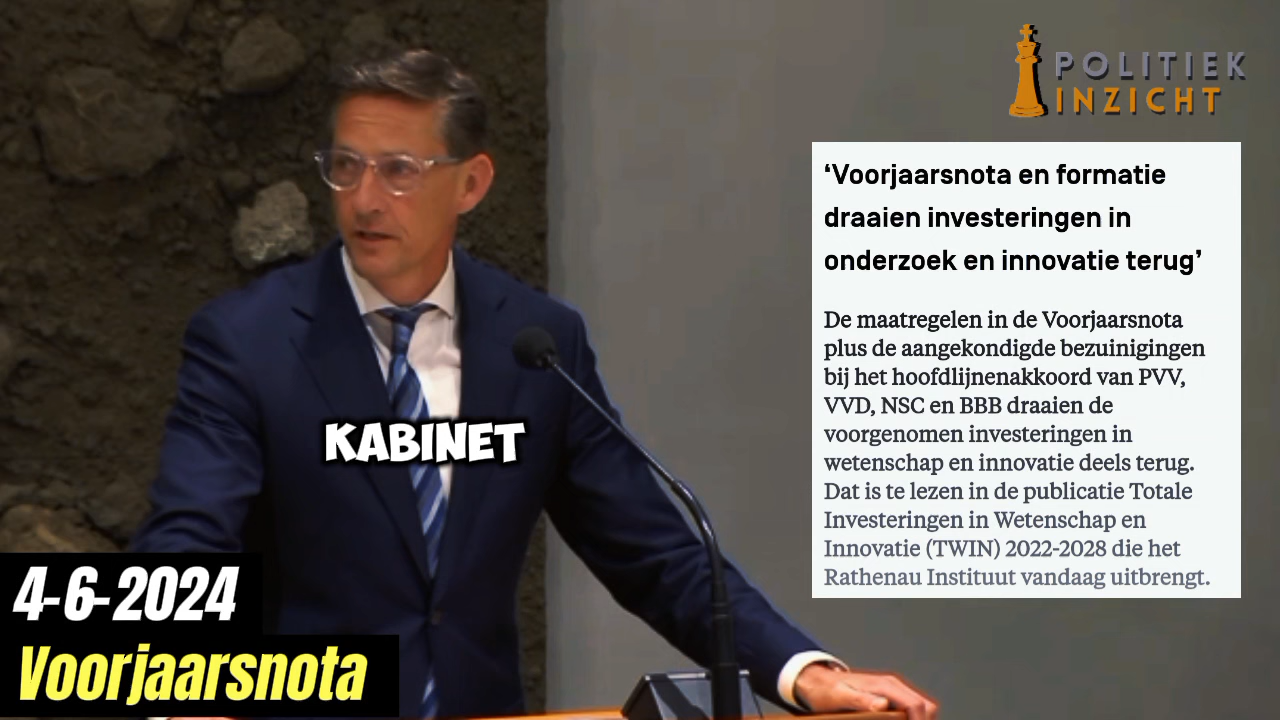 POLITIEK
INZICHT
‘Voorjaarsnota en formatie
draaien investeringen in
onderzoek en innovatie terug’
De maatregelen in de Voorjaarsnota
plus de aangekondigde bezuinigingen
bij het hoofdlijnenakkoord van PVV,
VVD, NSC en BBB draaien de
voorgenomen investeringen in
wetenschap en innovatie deels terug.
Dat is te lezen in de publicatie Totale
Investeringen in Wetenschap en
Innovatie (TWIN) 2022-2028 die het
Rathenau Instituut vandaag uitbrengt.
KABINET
4-6-2024
Voorjaarsnota